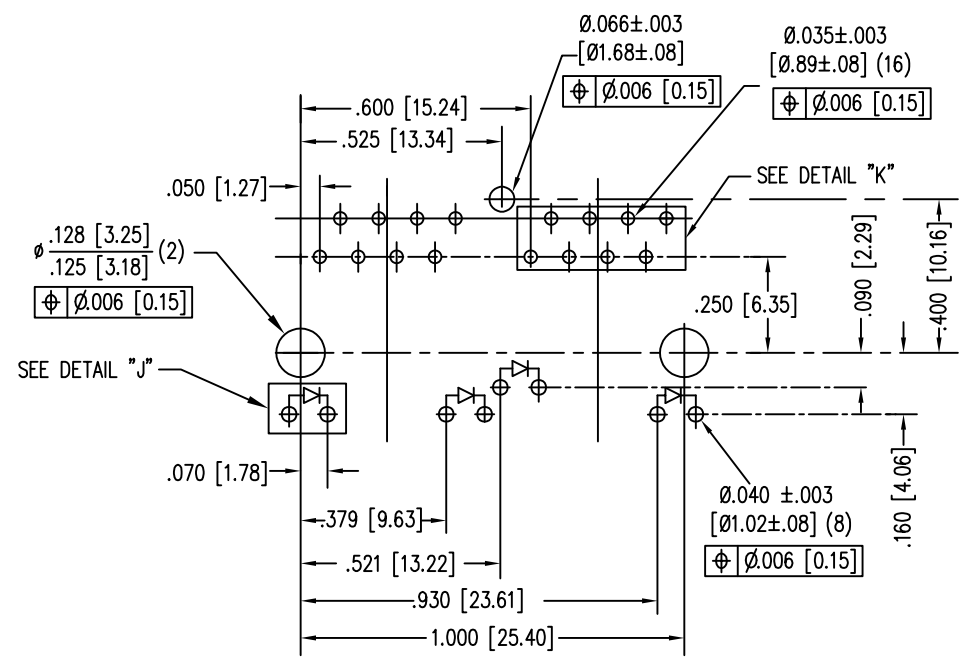 Ø.066±.003
[Ø1.68±.08]
⌖ Ø.006 [0.15]
Ø.035±.003
[Ø.89±.08] (16)
⌖ Ø.006 [0.15]
.600 [15.24]
.525 [13.34]
.050 [1.27]
SEE DETAIL "K"
ø .128 [3.25]
.125 [3.18] (2)
⌖ Ø.006 [0.15]
.250 [6.35]
.090 [2.29]
.400 [10.16]
SEE DETAIL "J"
.070 [1.78]
.379 [9.63]
.521 [13.22]
.930 [23.61]
1.000 [25.40]
Ø.040 ±.003
[Ø1.02±.08] (8)
⌖ Ø.006 [0.15]
.160 [4.06]